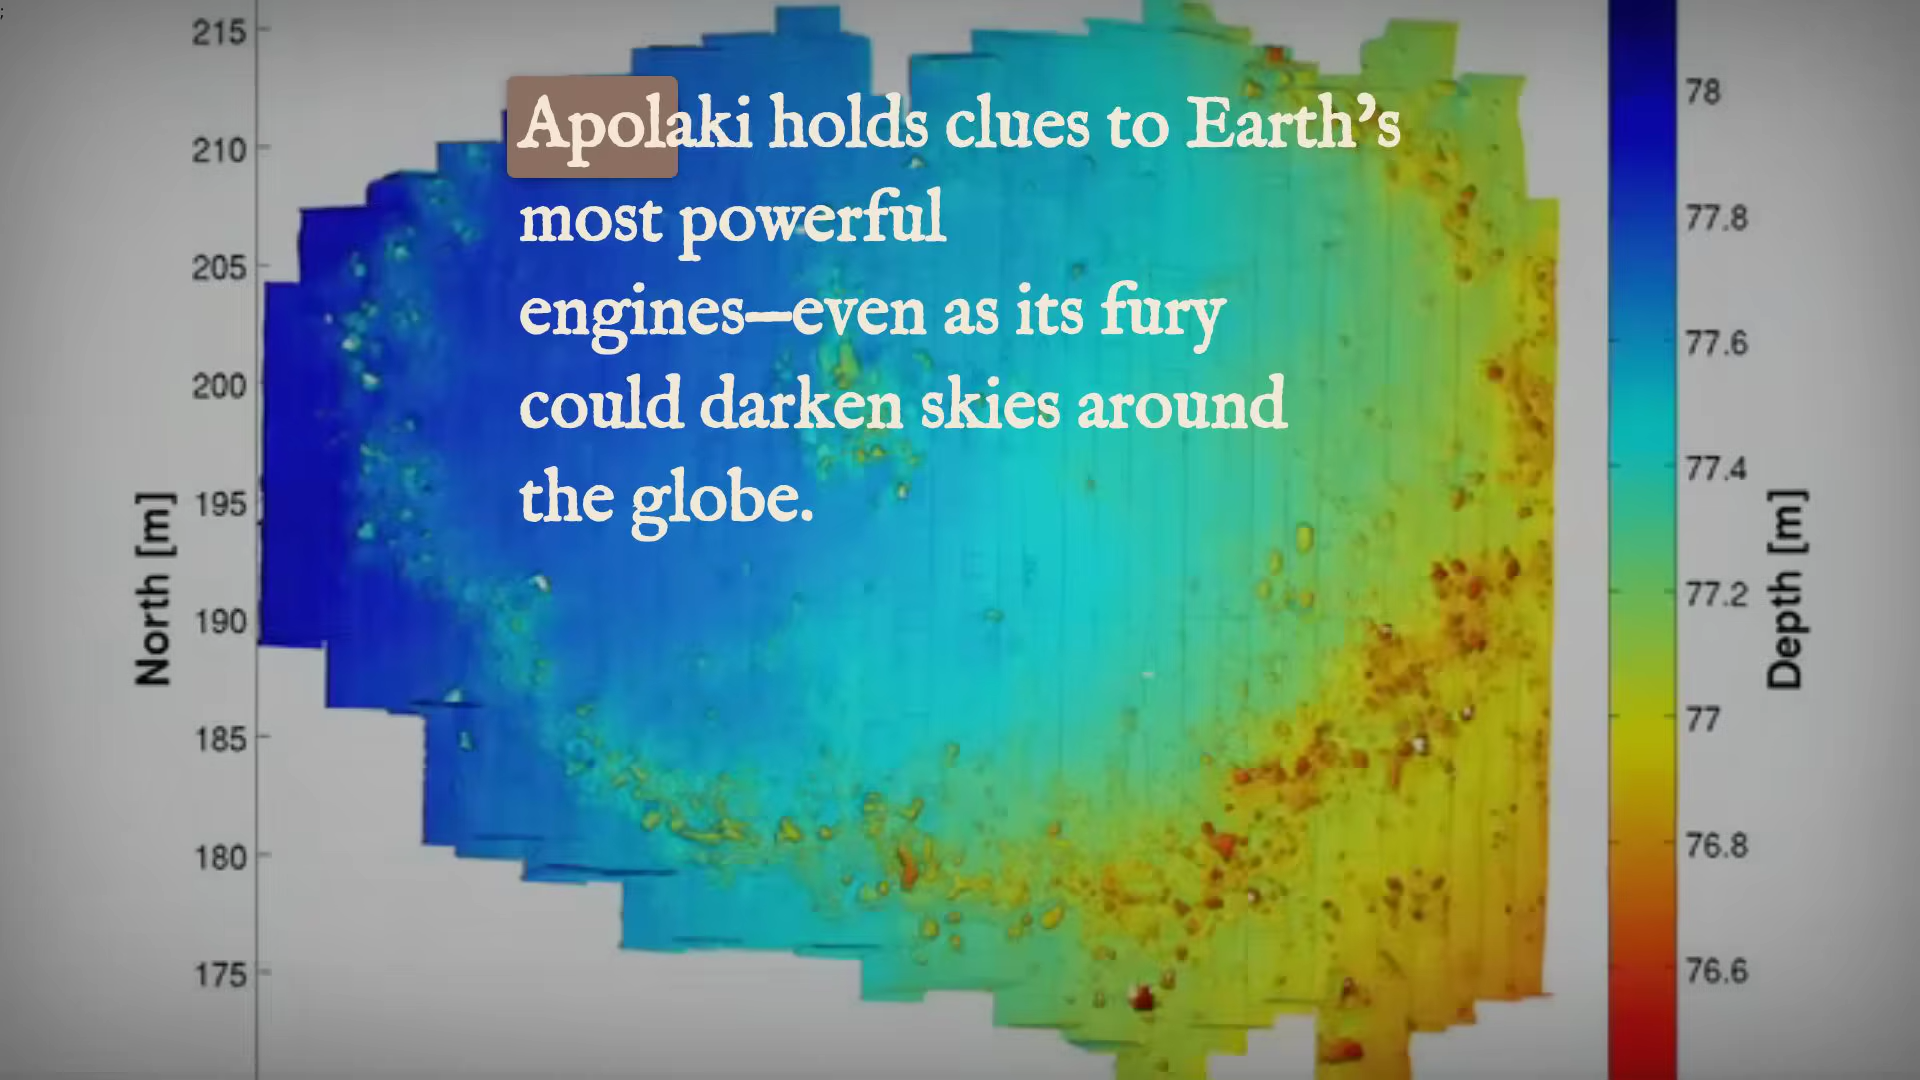 ;
215
210
205
200
195
190
185
180
175
North [m]
Apolaki holds clues to Earth’s
most powerful
engines—even as its fury
could darken skies around
the globe.
78
77.8
77.6
77.4
77.2
77
76.8
76.6
Depth [m]